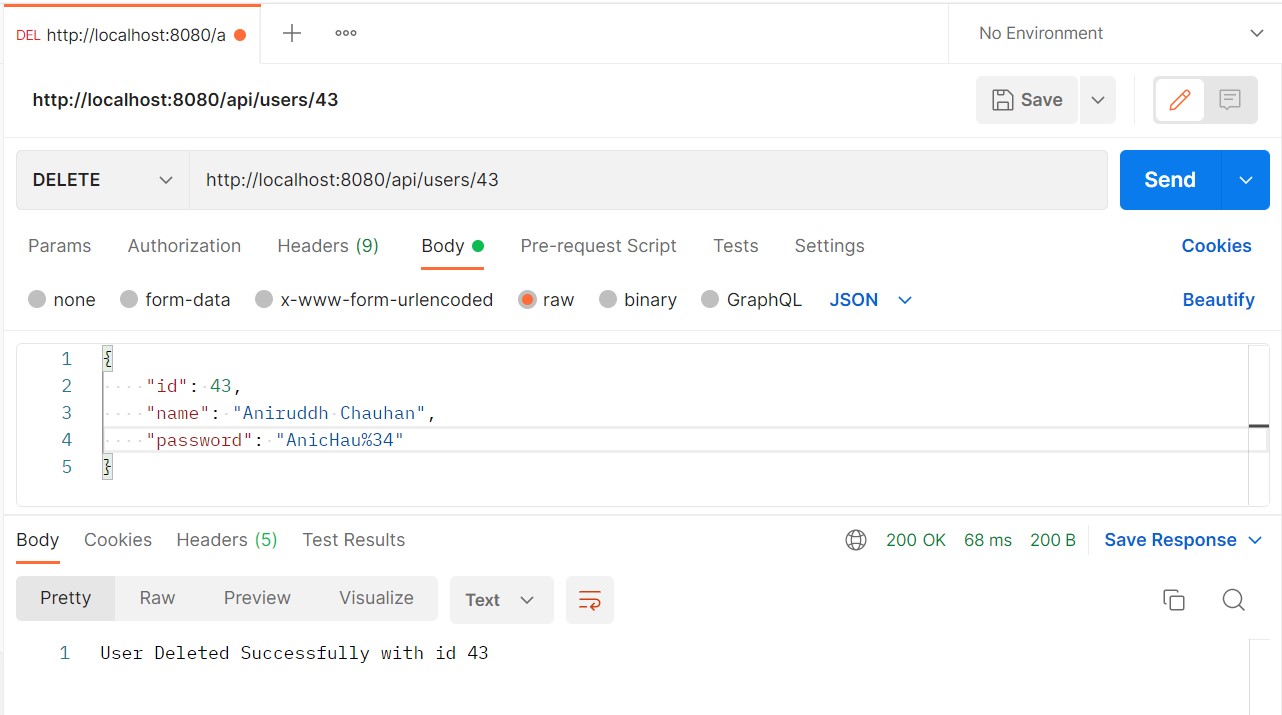 DEL http://localhost:8080/a
No Environment
http://localhost:8080/api/users/43
Save
DELETE http://localhost:8080/api/users/43 Send
Params Authorization Headers (9) Body Pre-request Script Tests Settings Cookies
none form-data x-www-form-urlencoded raw binary GraphQL JSON Beautify
1 {
2 "id": 43,
3 "name": "Aniruddh Chauhan",
4 "password": "AnicHau%34"
5 }
Body Cookies Headers (5) Test Results 200 OK 68 ms 200 B Save Response
Pretty Raw Preview Visualize Text
1 User Deleted Successfully with id 43